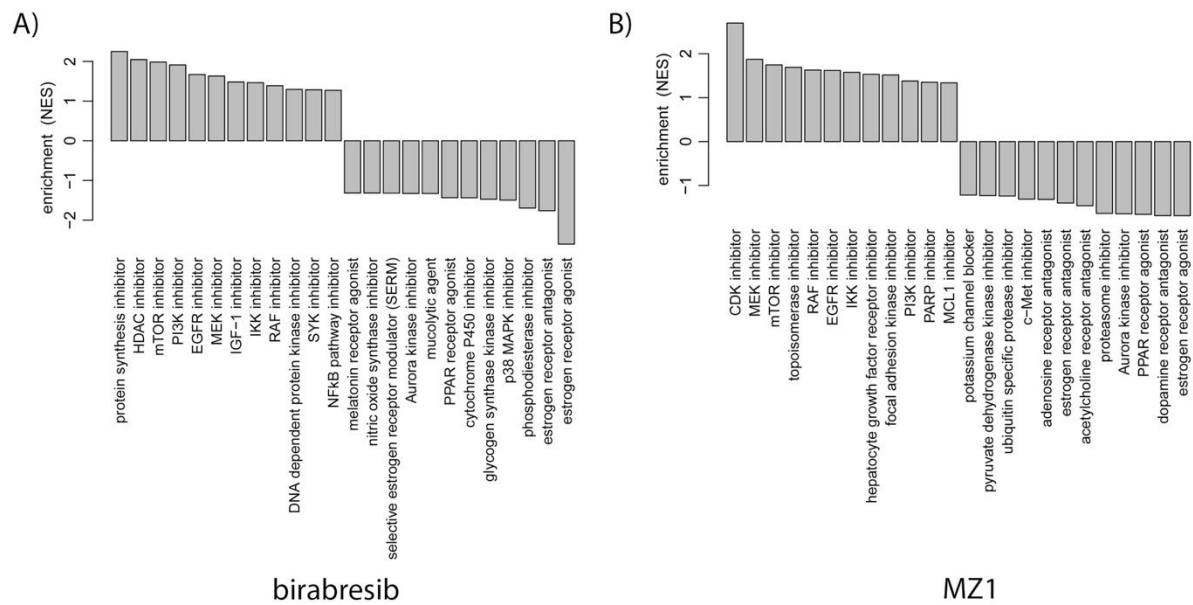 A)
enrichment (NES)
2
1
0
−1
−2
protein synthesis inhibitor
HDAC inhibitor
mTOR inhibitor
PI3K inhibitor
EGFR inhibitor
MEK inhibitor
IGF−1 inhibitor
IKK inhibitor
RAF inhibitor
DNA dependent protein kinase inhibitor
SYK inhibitor
NFkB pathway inhibitor
melatonin receptor agonist
nitric oxide synthase inhibitor
selective estrogen receptor modulator (SERM)
Aurora kinase inhibitor
mucolytic agent
PPAR receptor agonist
cytochrome P450 inhibitor
glycogen synthase kinase inhibitor
p38 MAPK inhibitor
phosphodiesterase inhibitor
estrogen receptor antagonist
estrogen receptor agonist
birabresib
B)
enrichment (NES)
2
1
0
−1
CDK inhibitor
MEK inhibitor
mTOR inhibitor
topoisomerase inhibitor
RAF inhibitor
EGFR inhibitor
IKK inhibitor
hepatocyte growth factor receptor inhibitor
focal adhesion kinase inhibitor
PI3K inhibitor
PARP inhibitor
MCL1 inhibitor
potassium channel blocker
pyruvate dehydrogenase kinase inhibitor
ubiquitin specific protease inhibitor
c−Met inhibitor
adenosine receptor antagonist
estrogen receptor antagonist
acetylcholine receptor antagonist
proteasome inhibitor
Aurora kinase inhibitor
PPAR receptor agonist
dopamine receptor antagonist
estrogen receptor agonist
MZ1